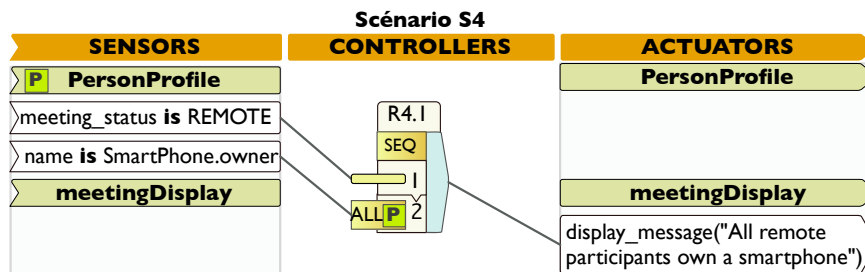 Scénario S4
SENSORS CONTROLLERS ACTUATORS
P PersonProfile
PersonProfile
meeting_status is REMOTE
R4.1
name is SmartPhone.owner
SEQ
1
ALL P 2
meetingDisplay
meetingDisplay
display_message("All remote
participants own a smartphone")